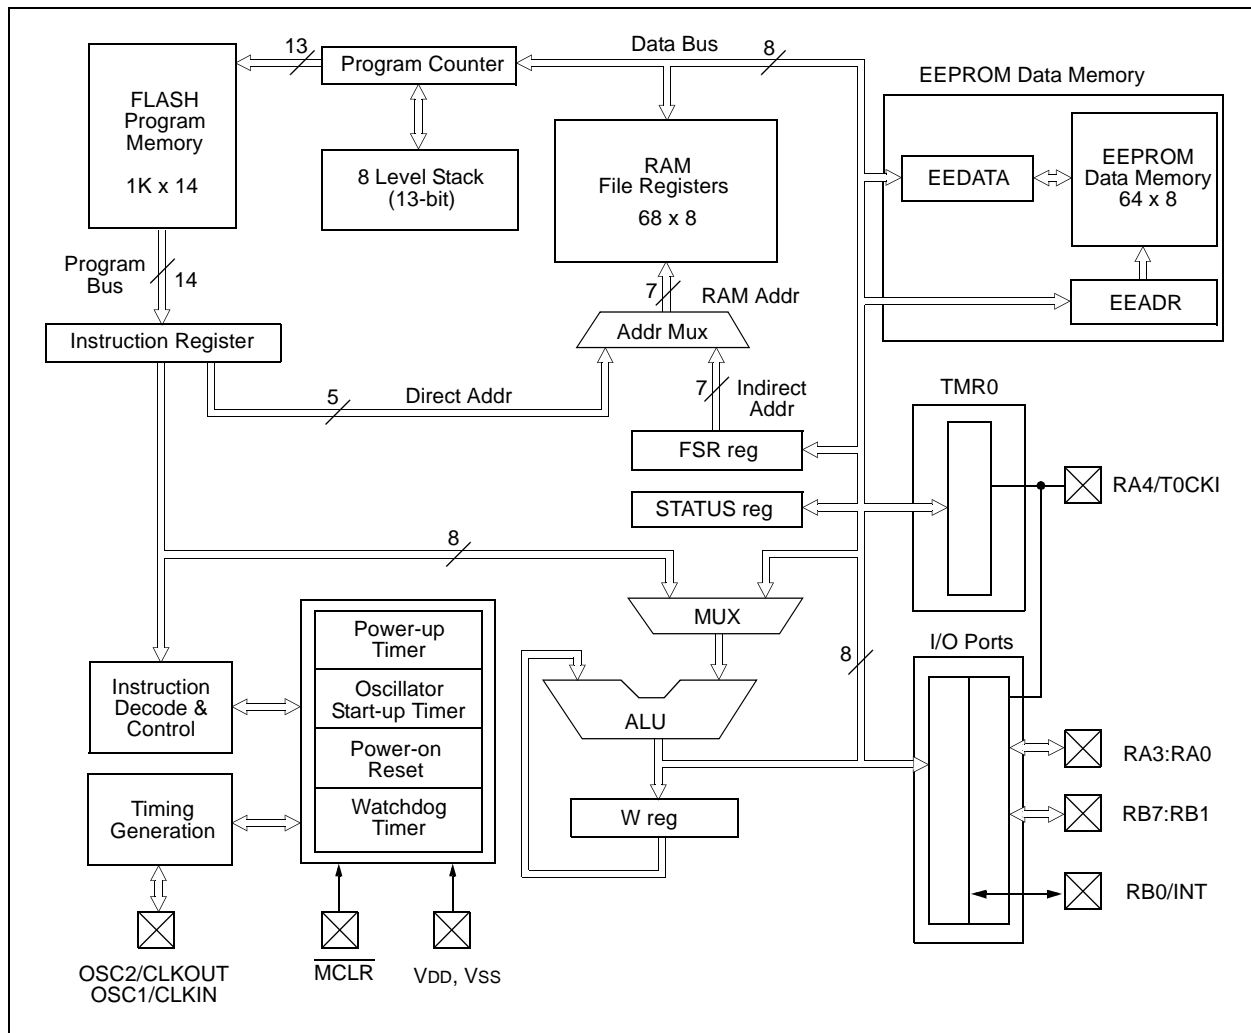 13
Program Counter
Data Bus
8
EEPROM Data Memory
FLASH
Program
Memory
1K x 14
8 Level Stack
(13-bit)
RAM
File Registers
68 x 8
EEDATA
EEPROM
Data Memory
64 x 8
Program
Bus
14
7
RAM Addr
EEADR
Instruction Register
Addr Mux
5
Direct Addr
7
Indirect
Addr
TMR0
FSR reg
RA4/T0CKI
STATUS reg
8
MUX
Power-up
Timer
I/O Ports
8
Instruction
Decode &
Control
Oscillator
Start-up Timer
ALU
Power-on
Reset
RA3:RA0
Timing
Generation
Watchdog
Timer
W reg
RB7:RB1
RB0/INT
OSC2/CLKOUT
OSC1/CLKIN
MCLR
VDD, VSS